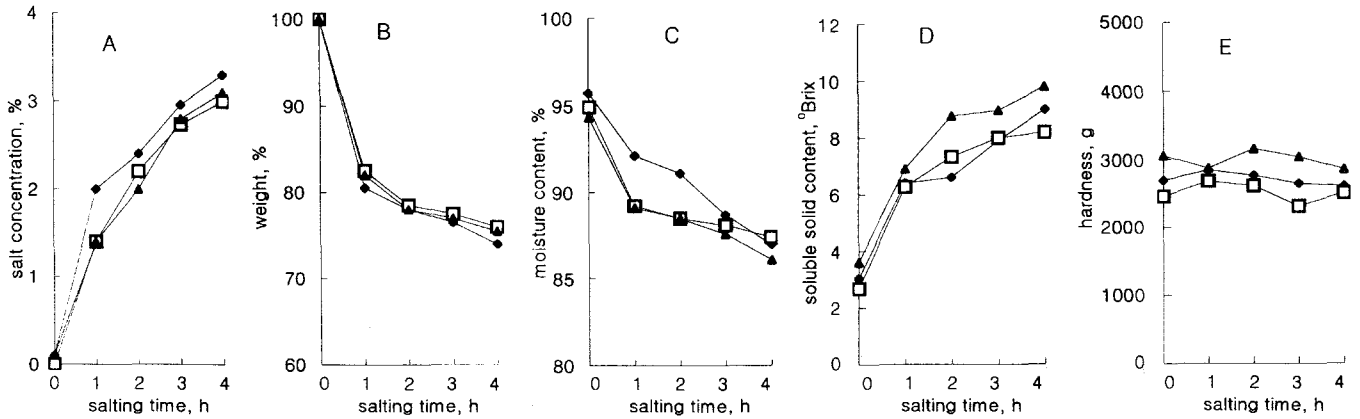 A
salt concentration, %
4
3
2
1
0
0 1 2 3 4
salting time, h
B
weight, %
100
90
80
70
60
0 1 2 3 4
salting time, h
C
moisture content, %
100
95
90
85
80
0 1 2 3 4
salting time, h
D
soluble solid content, °Brix
12
10
8
6
4
2
0
0 1 2 3 4
salting time, h
E
hardness, g
5000
4000
3000
2000
1000
0
0 1 2 3 4
salting time, h